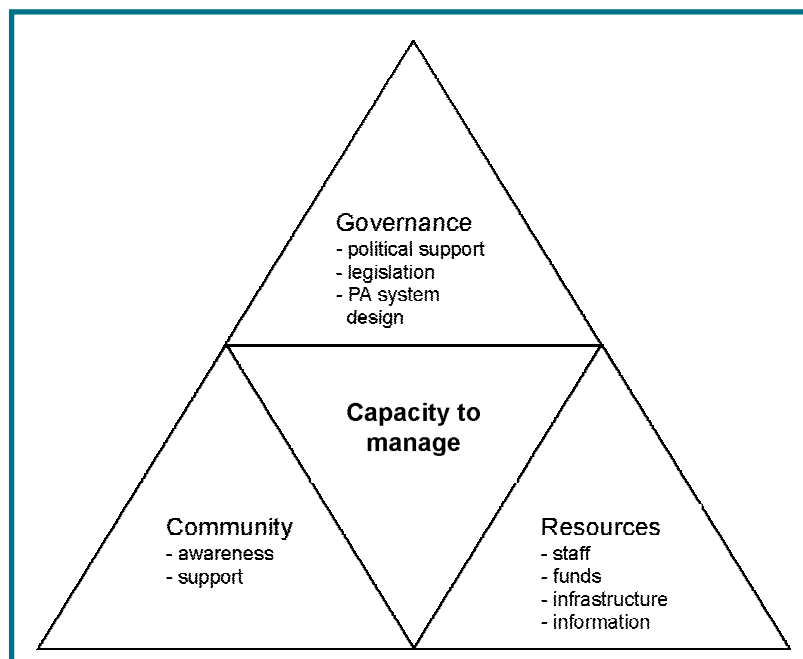 Governance
- political support
- legislation
- PA system
design
Capacity to
manage
Community
- awareness
- support
Resources
- staff
- funds
- infrastructure
- information